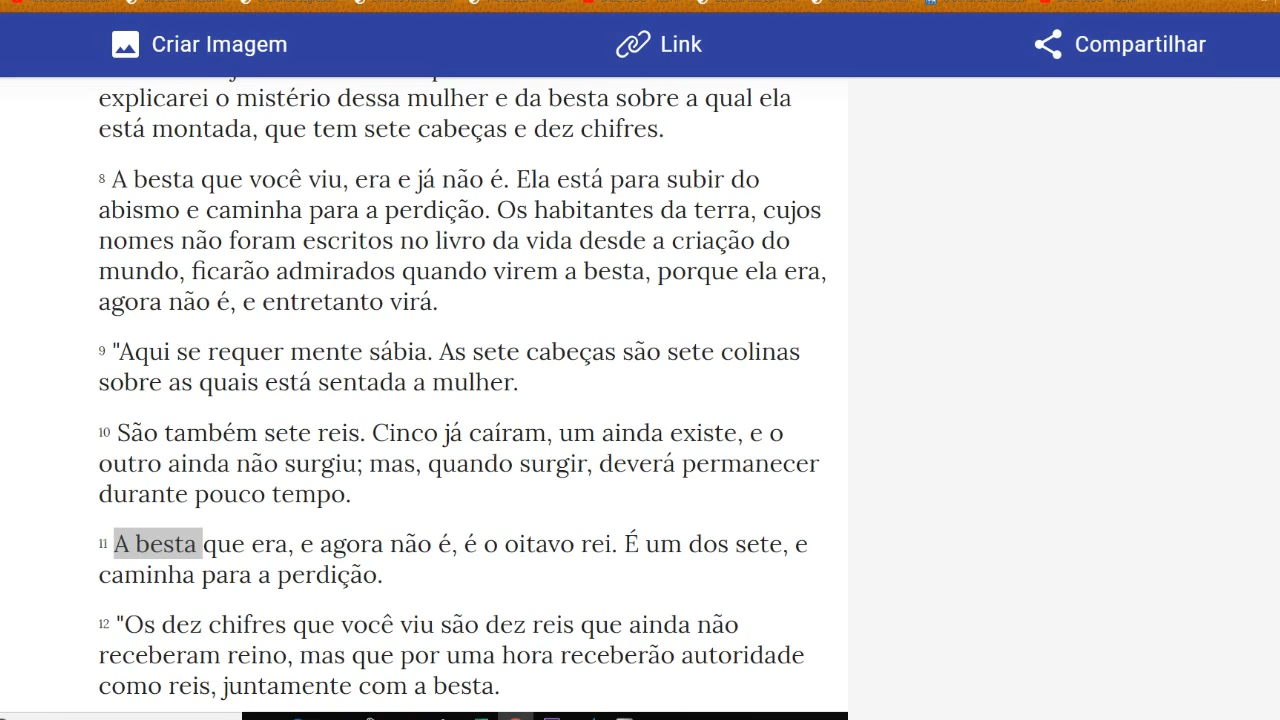 Criar Imagem
Link
Compartilhar
explicarei o mistério dessa mulher e da besta sobre a qual ela
está montada, que tem sete cabeças e dez chifres.
8 A besta que você viu, era e já não é. Ela está para subir do
abismo e caminha para a perdição. Os habitantes da terra, cujos
nomes não foram escritos no livro da vida desde a criação do
mundo, ficarão admirados quando virem a besta, porque ela era,
agora não é, e entretanto virá.
9 "Aqui se requer mente sábia. As sete cabeças são sete colinas
sobre as quais está sentada a mulher.
10 São também sete reis. Cinco já caíram, um ainda existe, e o
outro ainda não surgiu; mas, quando surgir, deverá permanecer
durante pouco tempo.
11 A besta que era, e agora não é, é o oitavo rei. É um dos sete, e
caminha para a perdição.
12 "Os dez chifres que você viu são dez reis que ainda não
receberam reino, mas que por uma hora receberão autoridade
como reis, juntamente com a besta.